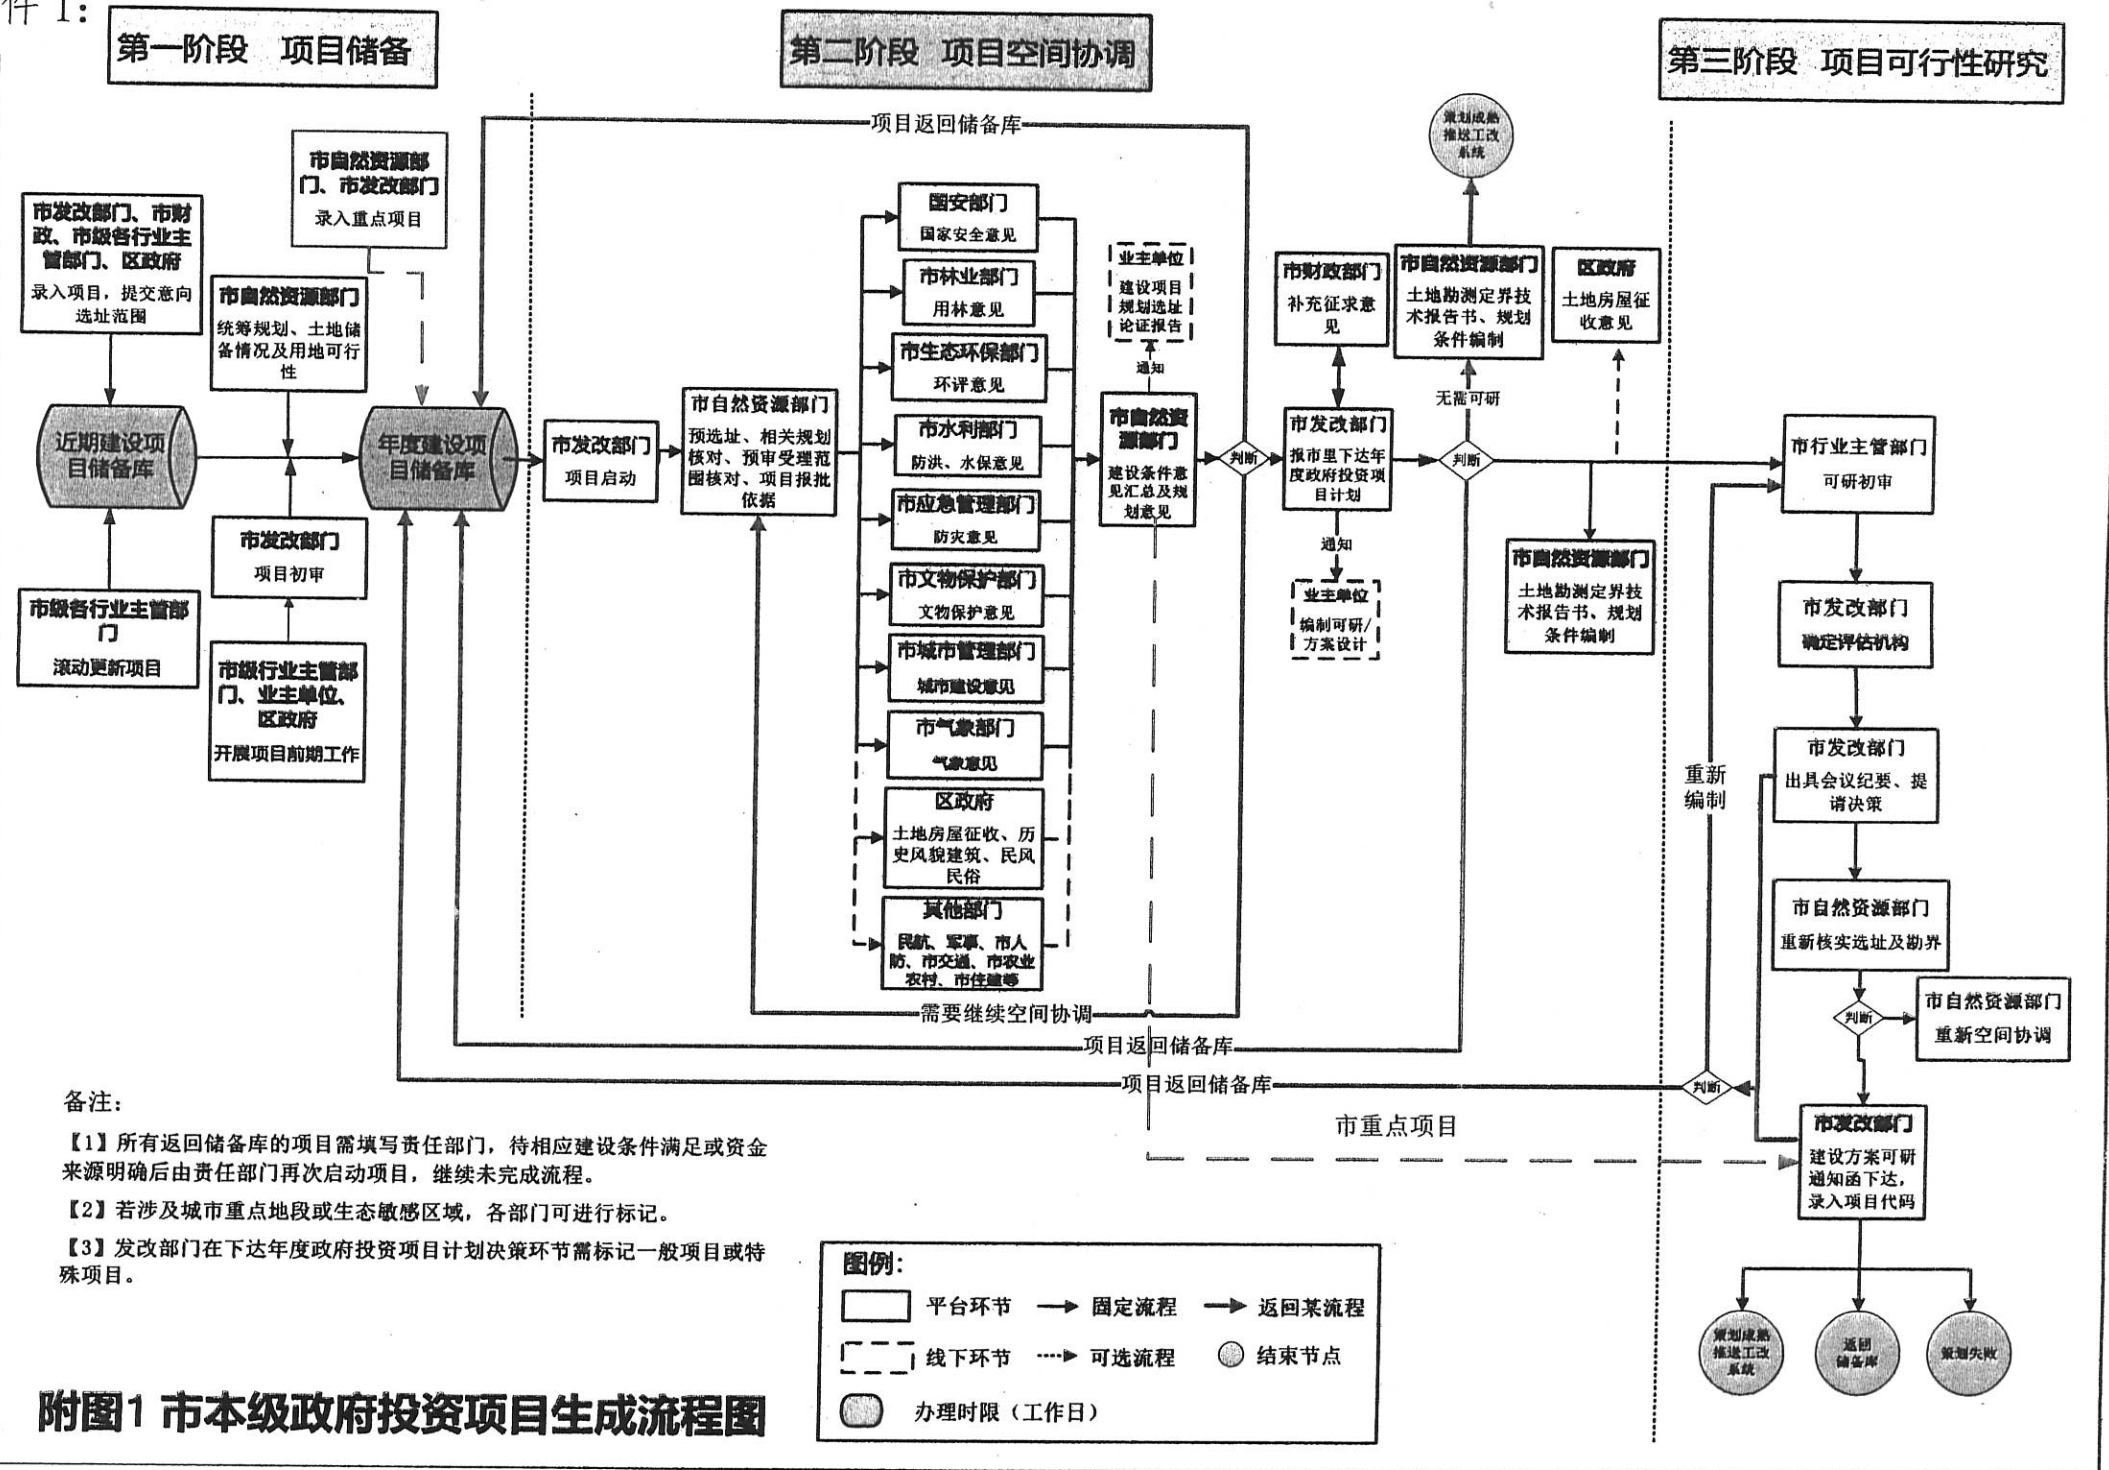 件 1:
第一阶段 项目储备
第二阶段 项目空间协调
第三阶段 项目可行性研究
市发改部门、市财
政、市级各行业主
管部门、区政府
录入项目，提交意向
选址范围
市自然资源部
门、市发改部门
录入重点项目
市自然资源部门
统筹规划、土地储
备情况及用地可行
性
近期建设项
目储备库
年度建设项
目储备库
市发改部门
项目初审
市级各行业主管部
门
滚动更新项目
市级行业主管部
门、业主单位、
区政府
开展项目前期工作
项目返回储备库
市发改部门
项目启动
市自然资源部门
预选址、相关规划
核对、预审受理范
围核对、项目报批
依据
国安部门
国家安全意见
市林业部门
用林意见
市生态环保部门
环评意见
市水利部门
防洪、水保意见
市应急管理部门
防灾意见
市文物保护部门
文物保护意见
市城市管理部门
城市建设意见
市气象部门
气象意见
区政府
土地房屋征收、历
史风貌建筑、民风
民俗
其他部门
民航、军事、市人
防、市交通、市农业
农村、市住建等
业主单位
建设项目
规划选址
论证报告
通知
市自然资
源部门
建设条件意
见汇总及规
划意见
判断
市财政部门
补充征求意
见
市发改部门
报市里下达年
度政府投资项
目计划
通知
业主单位
编制可研/
方案设计
策划成熟
推送工改
系统
市自然资源部门
土地勘测定界技
术报告书、规划
条件编制
无需可研
判断
区政府
土地房屋征
收意见
市自然资源部门
土地勘测定界技
术报告书、规划
条件编制
市行业主管部门
可研初审
市发改部门
确定评估机构
市发改部门
出具会议纪要、提
请决策
重新
编制
市自然资源部门
重新核实选址及勘界
判断
市自然资源部门
重新空间协调
需要继续空间协调
项目返回储备库
项目返回储备库
判断
市重点项目
市发改部门
建设方案可研
通知函下达，
录入项目代码
策划成熟
推送工改
系统
返回
储备库
策划失败
备注：
【1】所有返回储备库的项目需填写责任部门，待相应建设条件满足或资金
来源明确后由责任部门再次启动项目，继续未完成流程。
【2】若涉及城市重点地段或生态敏感区域，各部门可进行标记。
【3】发改部门在下达年度政府投资项目计划决策环节需标记一般项目或特
殊项目。
图例：
平台环节 固定流程 返回某流程
线下环节 可选流程 结束节点
办理时限（工作日）
附图1 市本级政府投资项目生成流程图